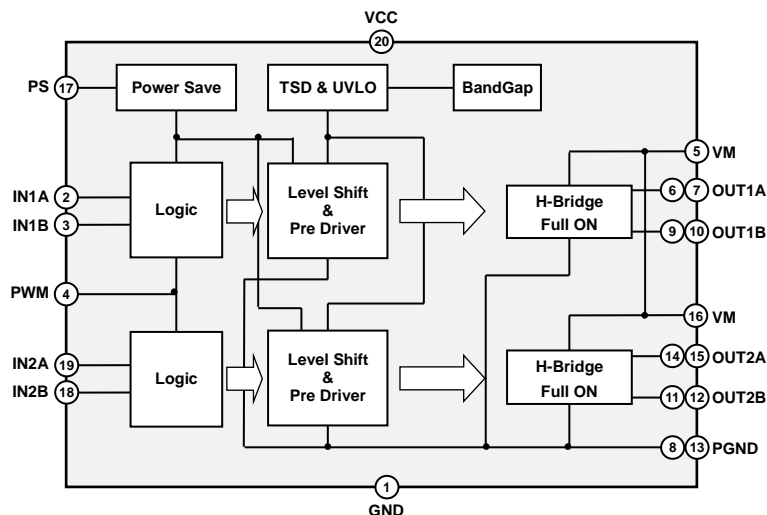 VCC
20
PS 17 Power Save TSD & UVLO BandGap
5 VM
IN1A 2
IN1B 3
Logic
Level Shift
&
Pre Driver
H-Bridge
Full ON
6 7 OUT1A
9 10 OUT1B
PWM 4
16 VM
IN2A 19
IN2B 18
Logic
Level Shift
&
Pre Driver
H-Bridge
Full ON
14 15 OUT2A
11 12 OUT2B
8 13 PGND
1
GND